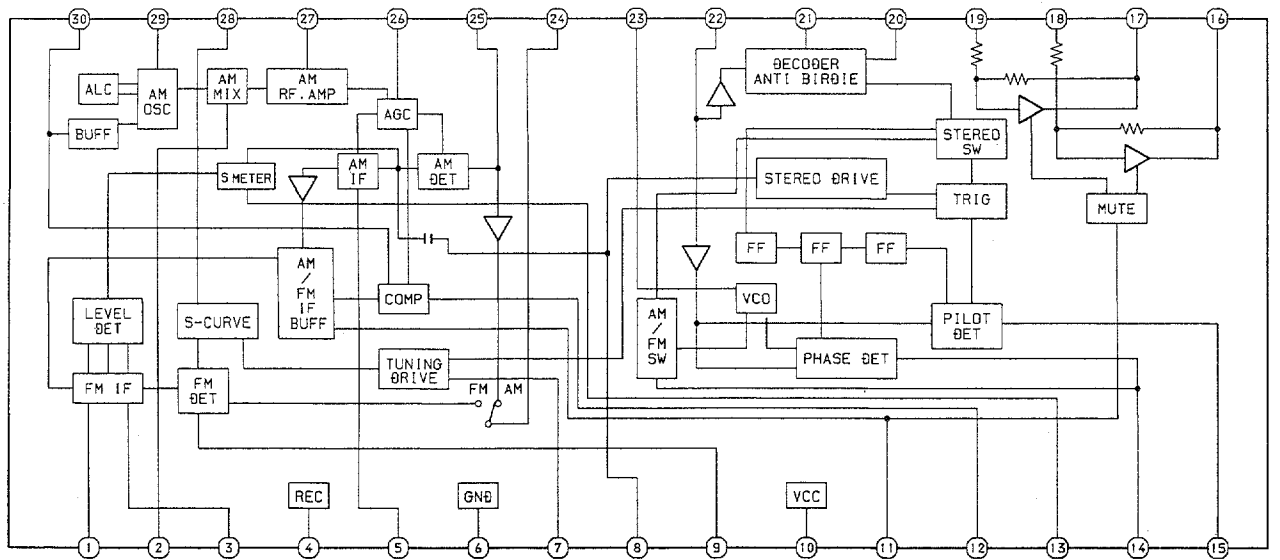 30 29 28 27 26 25 24 23 22 21 20 19 18 17 16
ALC
AM
OSC
AM
MIX
AM
RF.AMP
AGC
BUFF
S METER
AM
IF
AM
DET
DECODER
ANTI BIRDIE
STEREO
SW
STEREO DRIVE
TRIG
MUTE
FF FF FF
LEVEL
DET
S-CURVE
AM
/
FM
IF
BUFF
COMP
AM
/
FM
SW
VCO
PILOT
DET
PHASE DET
TUNING
DRIVE
FM IF
FM
DET
FM AM
REC
GND
VCC
1 2 3 4 5 6 7 8 9 10 11 12 13 14 15